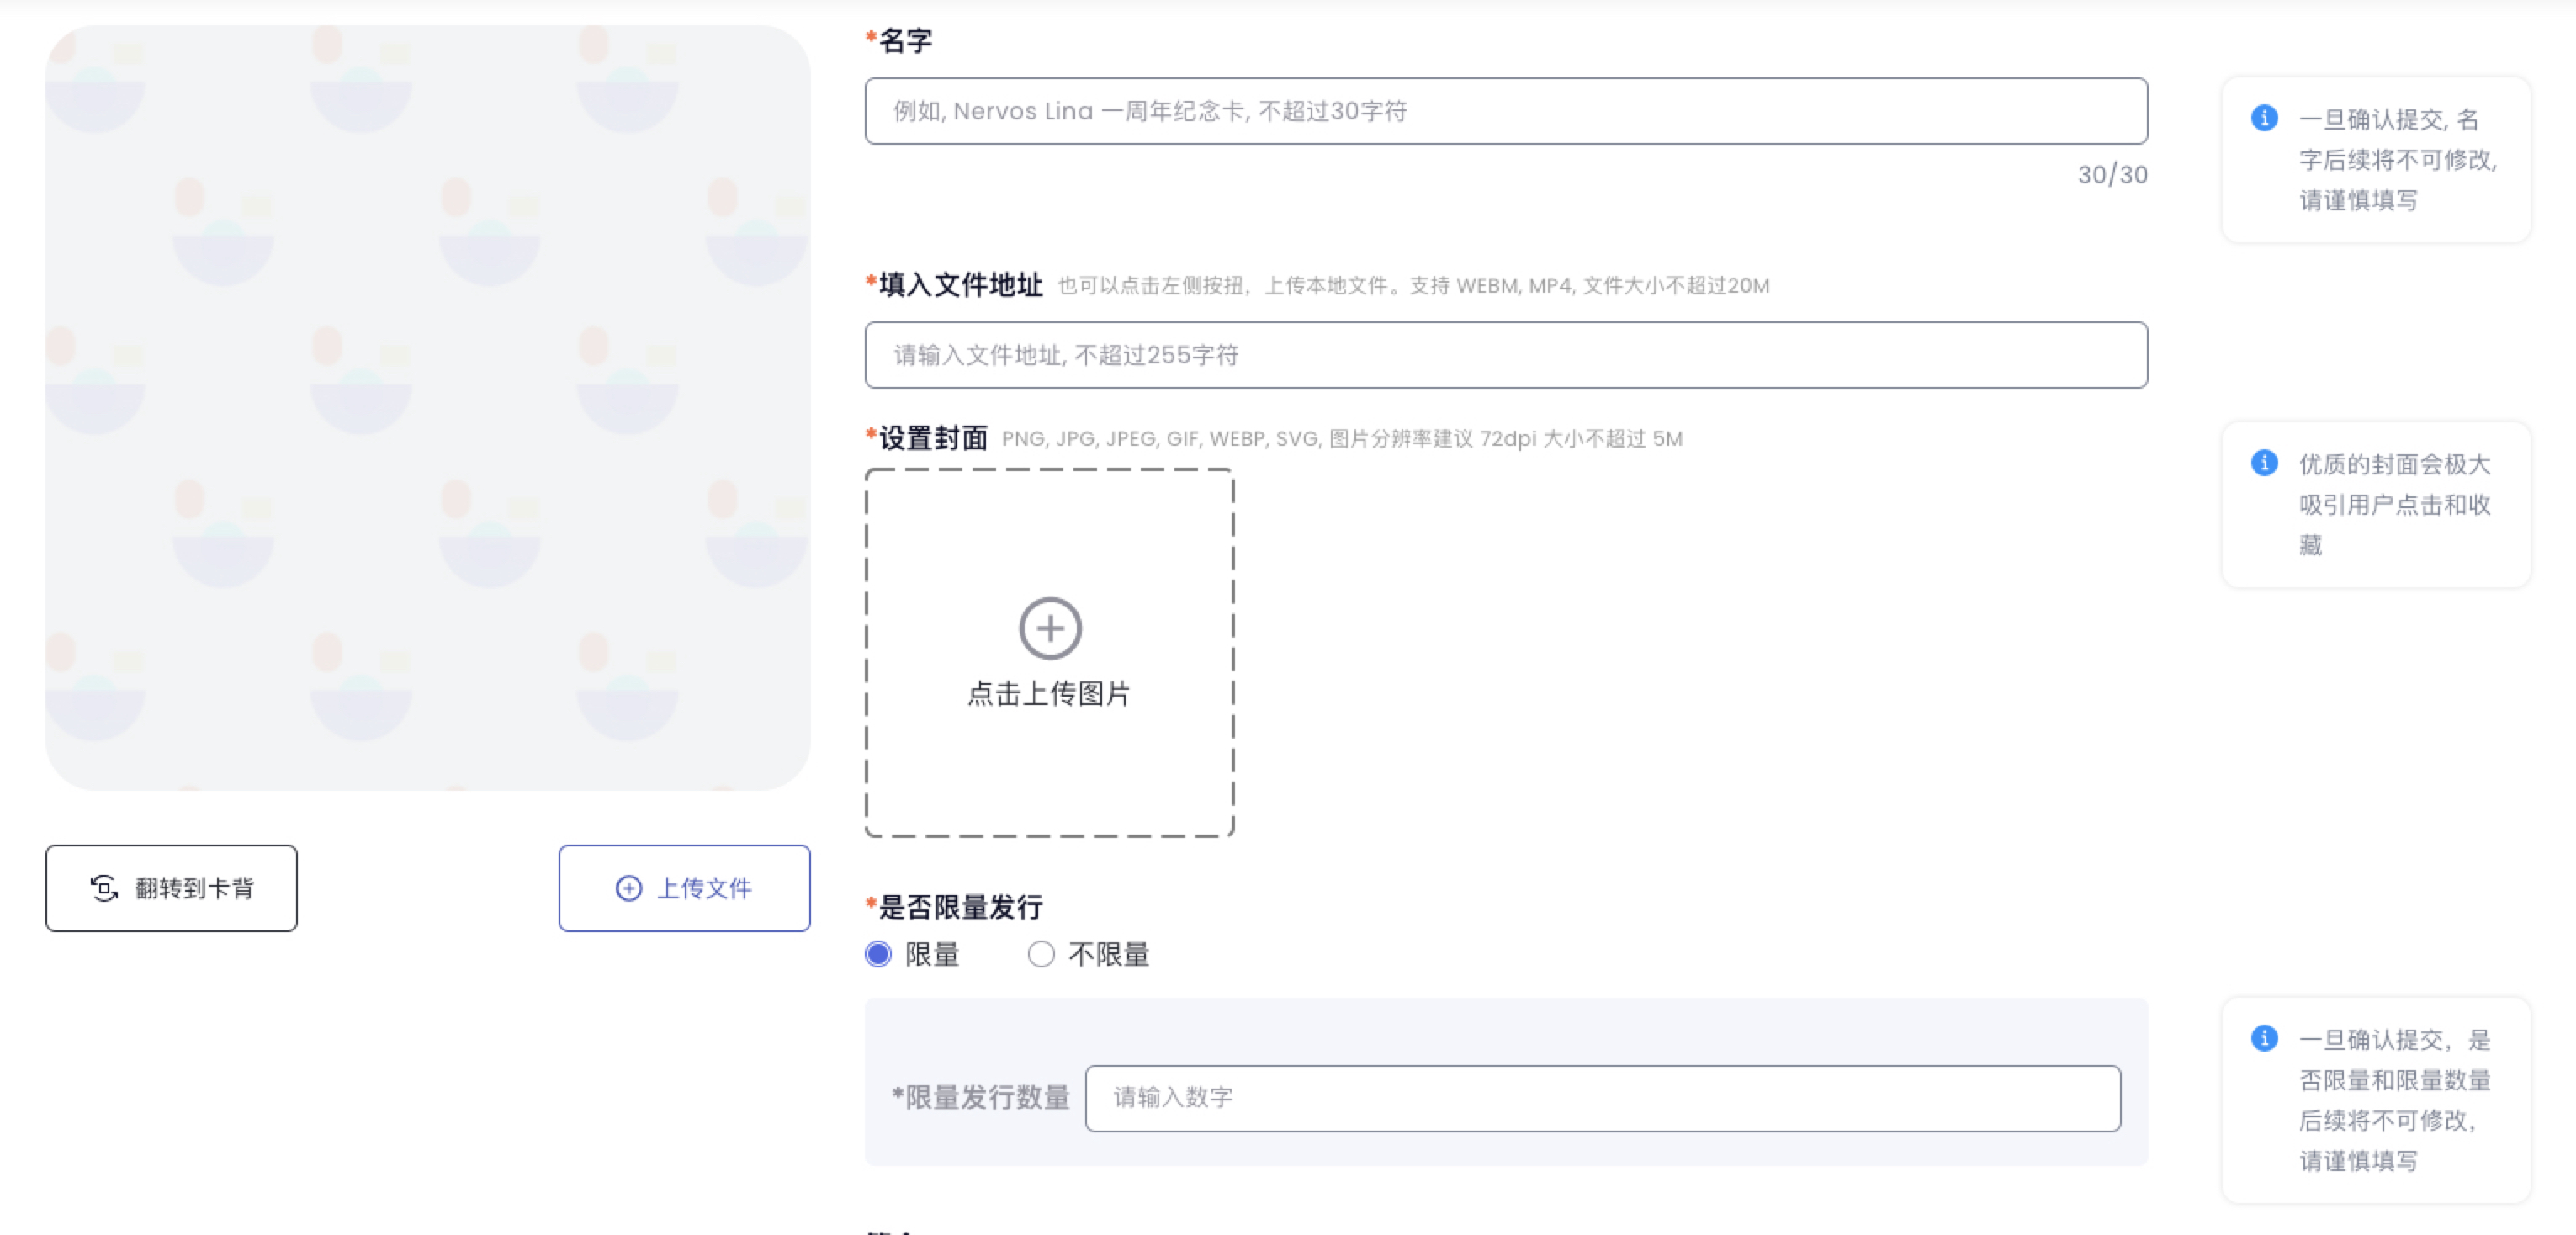 *名字
例如, Nervos Lina 一周年纪念卡, 不超过30字符
30/30
一旦确认提交, 名
字后续将不可修改,
请谨慎填写
*填入文件地址 也可以点击左侧按扭，上传本地文件。支持 WEBM, MP4, 文件大小不超过20M
请输入文件地址, 不超过255字符
*设置封面 PNG, JPG, JPEG, GIF, WEBP, SVG, 图片分辨率建议 72dpi 大小不超过 5M
点击上传图片
优质的封面会极大
吸引用户点击和收
藏
翻转到卡背
上传文件
*是否限量发行
限量 不限量
*限量发行数量 请输入数字
一旦确认提交，是
否限量和限量数量
后续将不可修改，
请谨慎填写